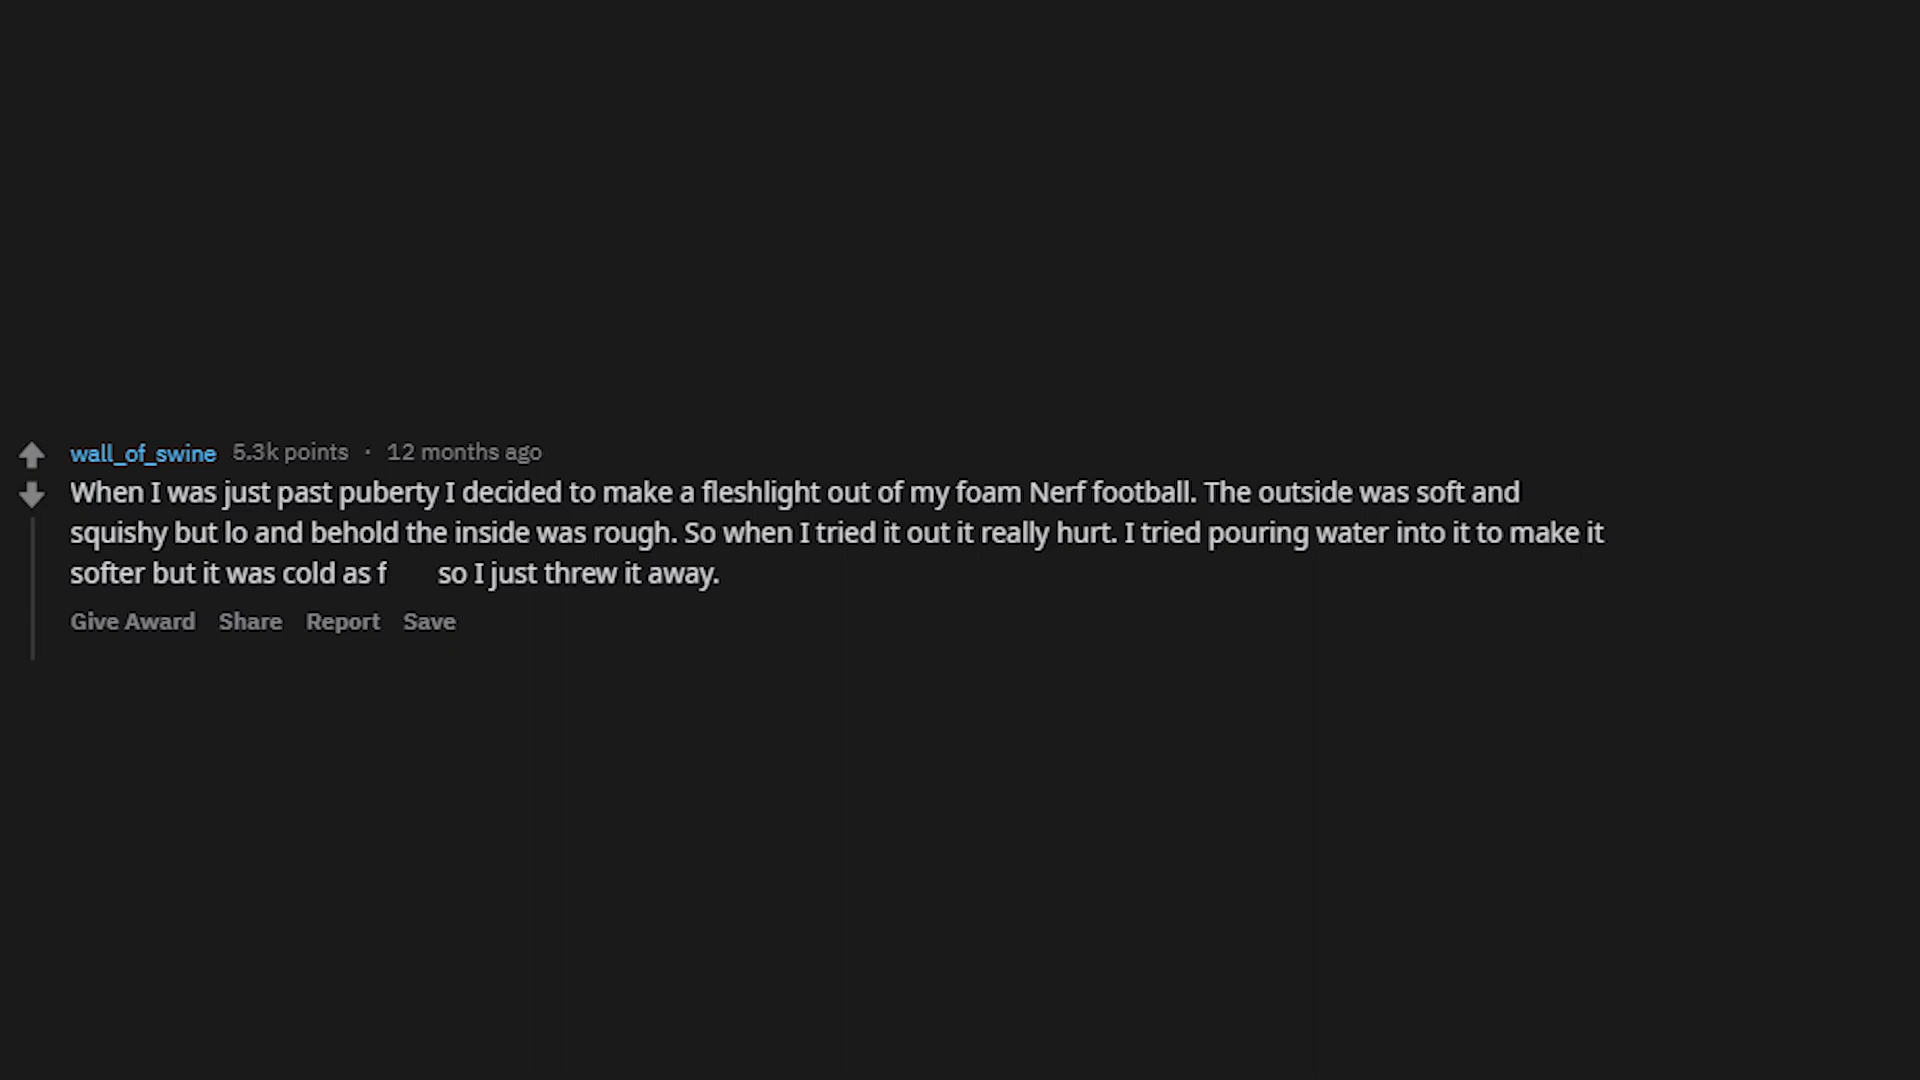 wall_of_swine 5.3k points · 12 months ago
When I was just past puberty I decided to make a fleshlight out of my foam Nerf football. The outside was soft and
squishy but lo and behold the inside was rough. So when I tried it out it really hurt. I tried pouring water into it to make it
softer but it was cold as f so I just threw it away.
Give Award Share Report Save